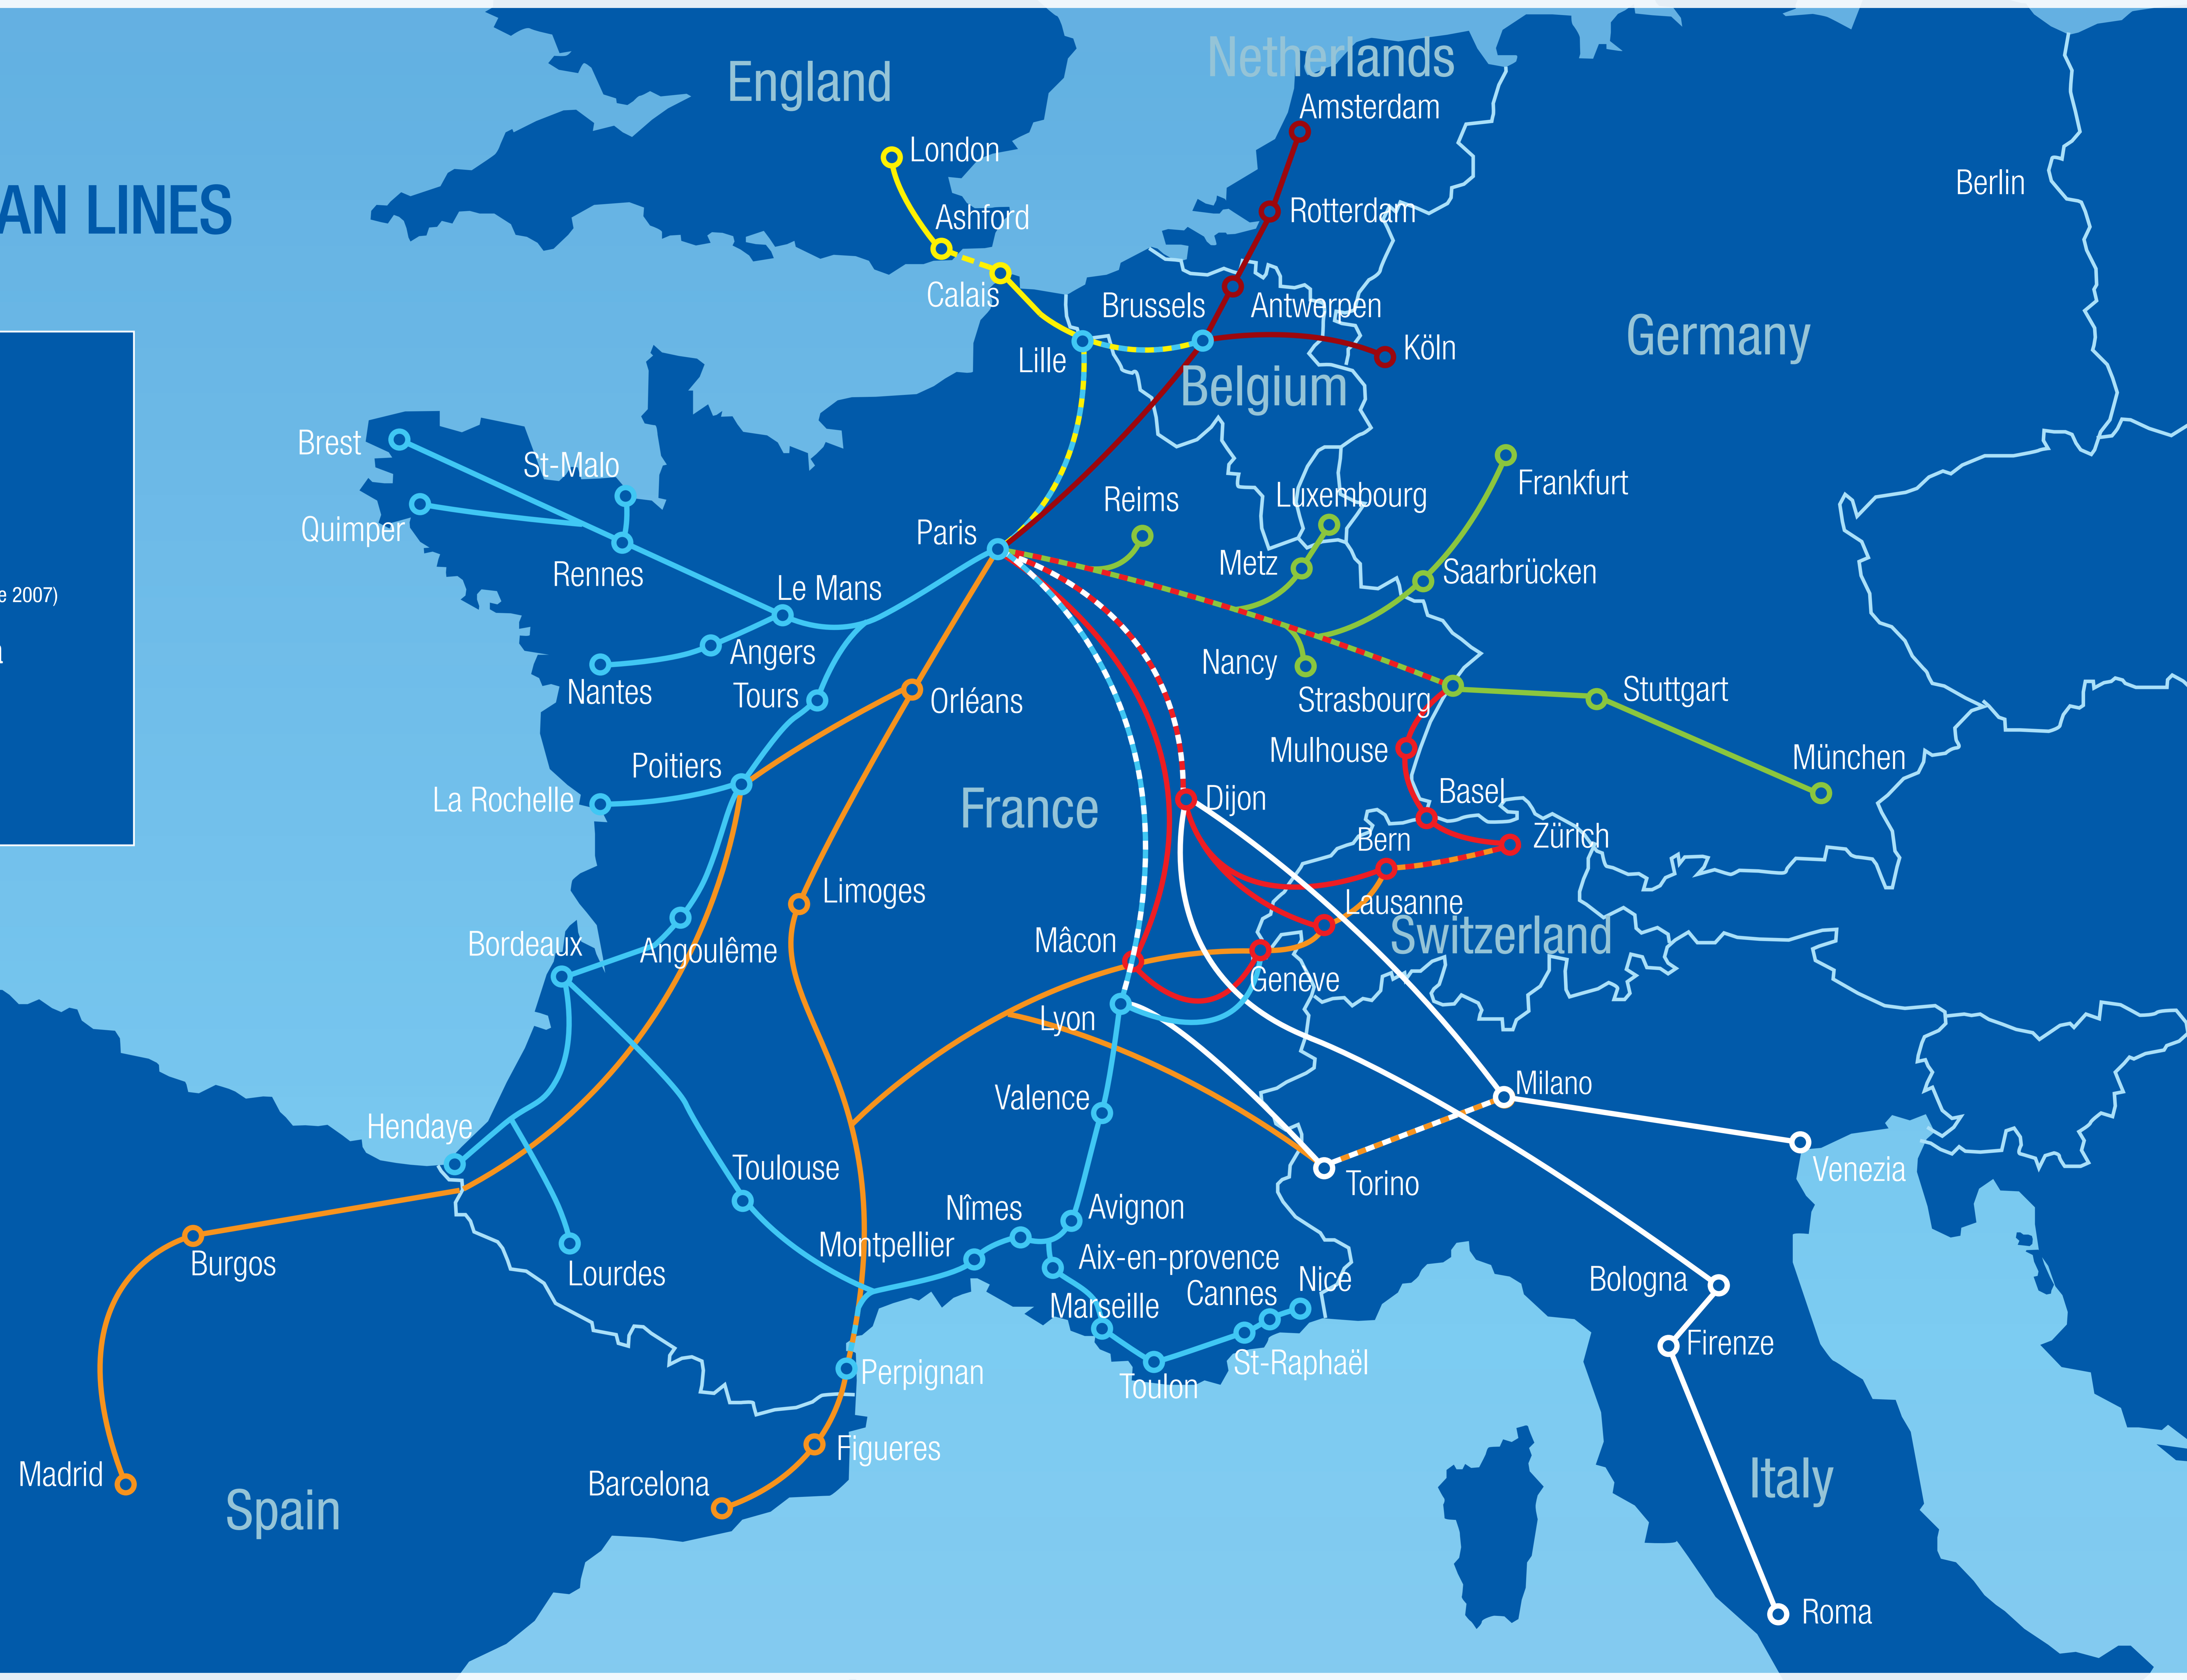 England
Netherlands
Amsterdam
London
Berlin
AN LINES
Ashford
Rotterdam
Calais
Brussels
Antwerpen
Germany
Lille
Köln
Belgium
Brest
St-Malo
Frankfurt
Luxembourg
Reims
Quimper
Paris
Metz
Rennes
Saarbrücken
e 2007)
Le Mans
Angers
Nancy
Nantes
Tours
Orléans
Strasbourg
Stuttgart
Mulhouse
München
Poitiers
La Rochelle
France
Dijon
Basel
Bern
Zürich
Limoges
Lausanne
Bordeaux
Angoulême
Mâcon
Switzerland
Genève
Lyon
Valence
Milano
Hendaye
Toulouse
Torino
Venezia
Nîmes
Avignon
Montpellier
Aix-en-provence
Burgos
Lourdes
Cannes
Nice
Bologna
Marseille
Firenze
St-Raphaël
Perpignan
Toulon
Figueres
Madrid
Barcelona
Spain
Italy
Roma